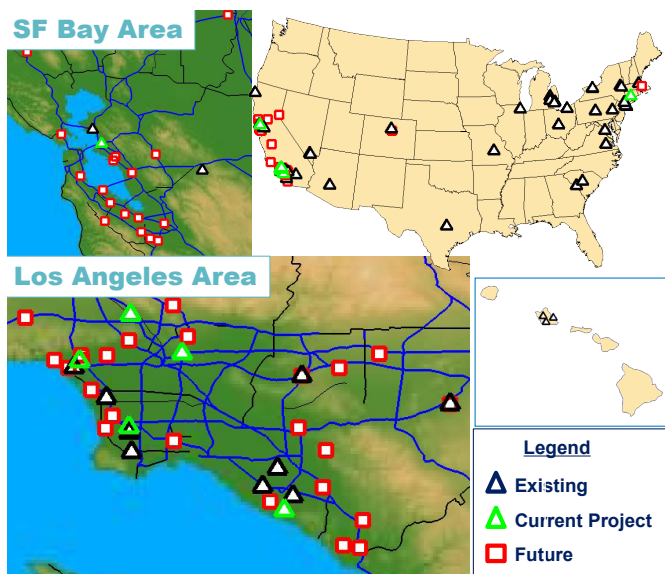 SF Bay Area
Los Angeles Area
Legend
Existing
Current Project
Future